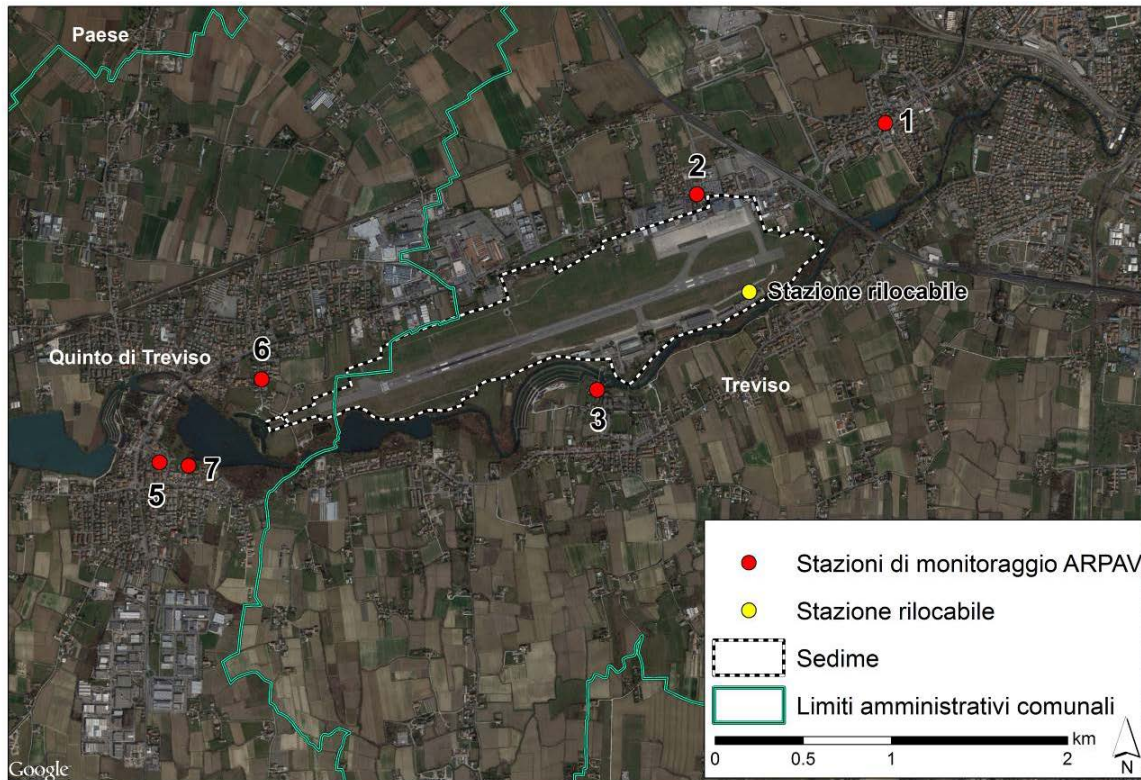 Paese
1
2
Stazione rilocabile
6
Quinto di Treviso
Treviso
3
5
7
Stazioni di monitoraggio ARPAV
Stazione rilocabile
Sedime
Limiti amministrativi comunali
km
0 0.5 1 2
N
Google